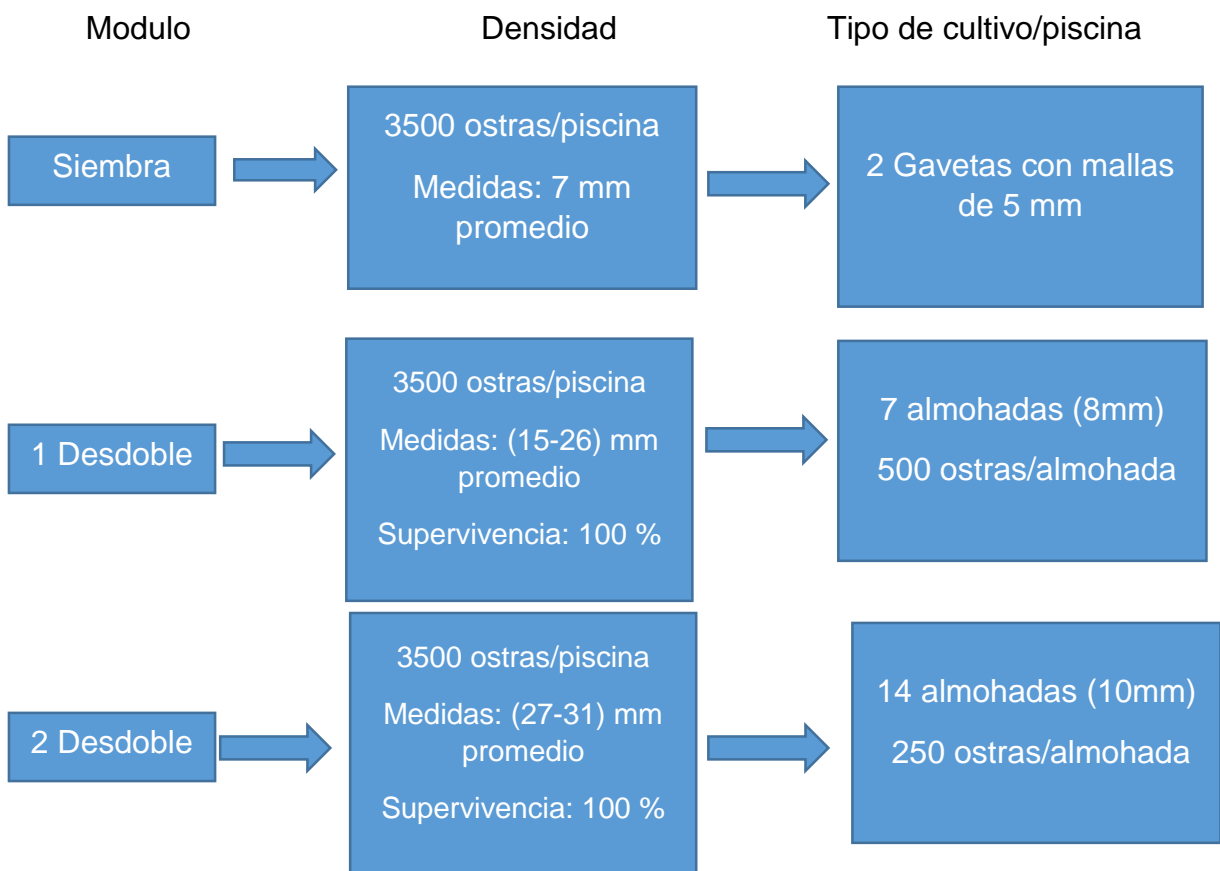 Modulo
Densidad
Tipo de cultivo/piscina
Siembra
3500 ostras/piscina
Medidas: 7 mm
promedio
2 Gavetas con mallas
de 5 mm
1 Desdoble
3500 ostras/piscina
Medidas: (15-26) mm
promedio
Supervivencia: 100 %
7 almohadas (8mm)
500 ostras/almohada
2 Desdoble
3500 ostras/piscina
Medidas: (27-31) mm
promedio
Supervivencia: 100 %
14 almohadas (10mm)
250 ostras/almohada